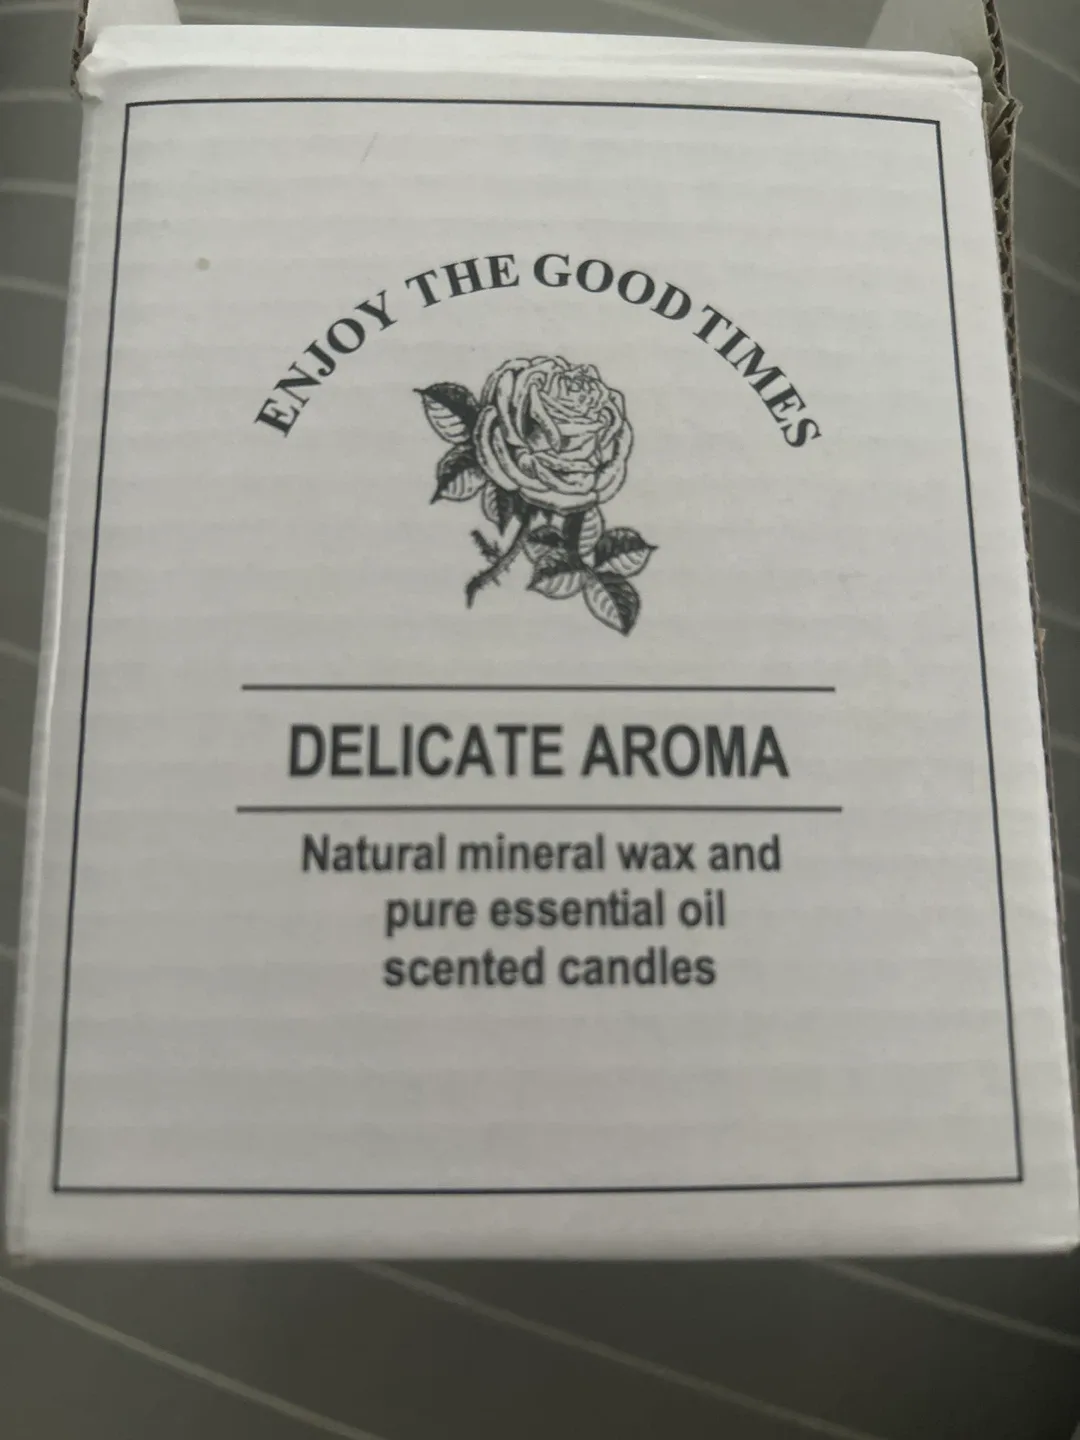 ENJOY THE GOOD TIMES
DELICATE AROMA
Natural mineral wax and
pure essential oil
scented candles